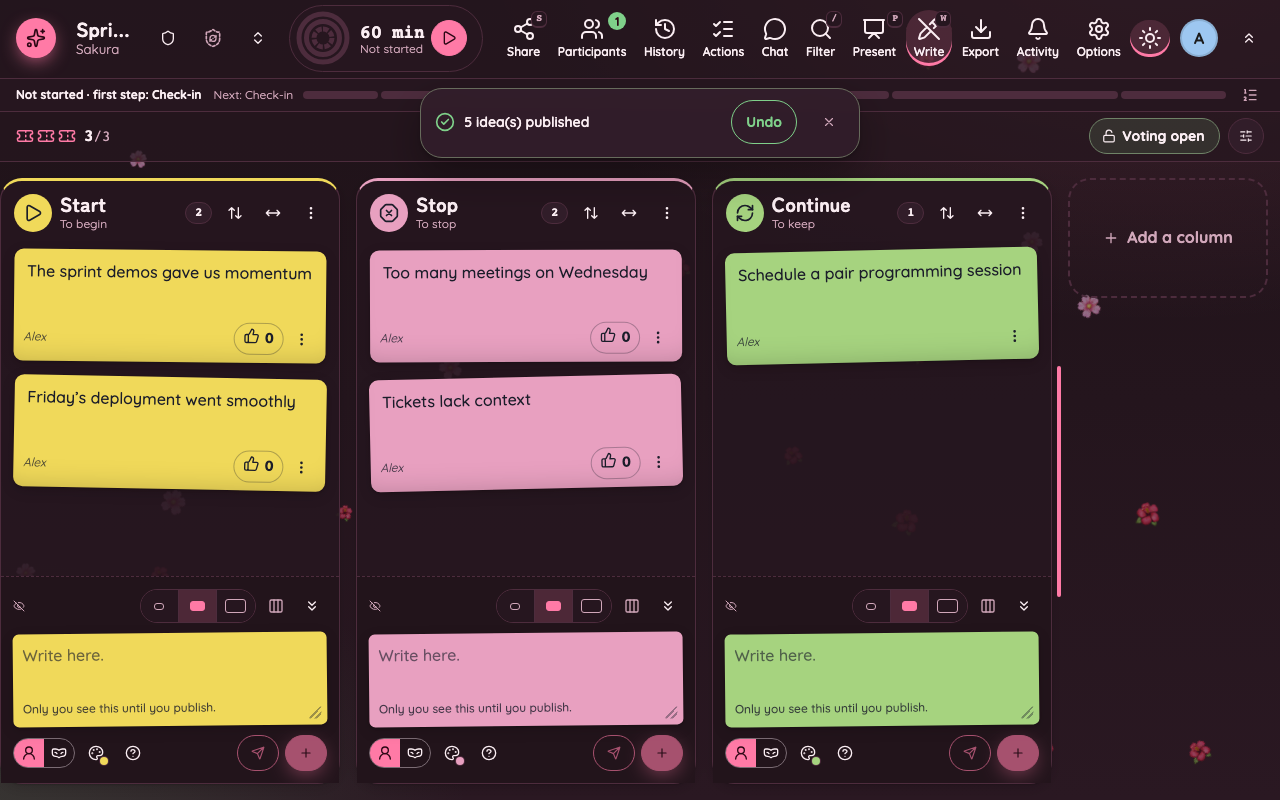 Spri...
Sakura
60 min
Not started
Share
S
Participants
1
History
Actions
Chat
Filter
/
Present
P
Write
W
Export
Activity
Options
A
Not started · first step: Check-in
Next: Check-in
5 idea(s) published
Undo
3/3
Voting open
Start
To begin
2
The sprint demos gave us momentum
Alex
0
Friday's deployment went smoothly
Alex
0
Write here.
Only you see this until you publish.
Stop
To stop
2
Too many meetings on Wednesday
Alex
0
Tickets lack context
Alex
0
Write here.
Only you see this until you publish.
Continue
To keep
1
Schedule a pair programming session
Alex
Write here.
Only you see this until you publish.
+ Add a column